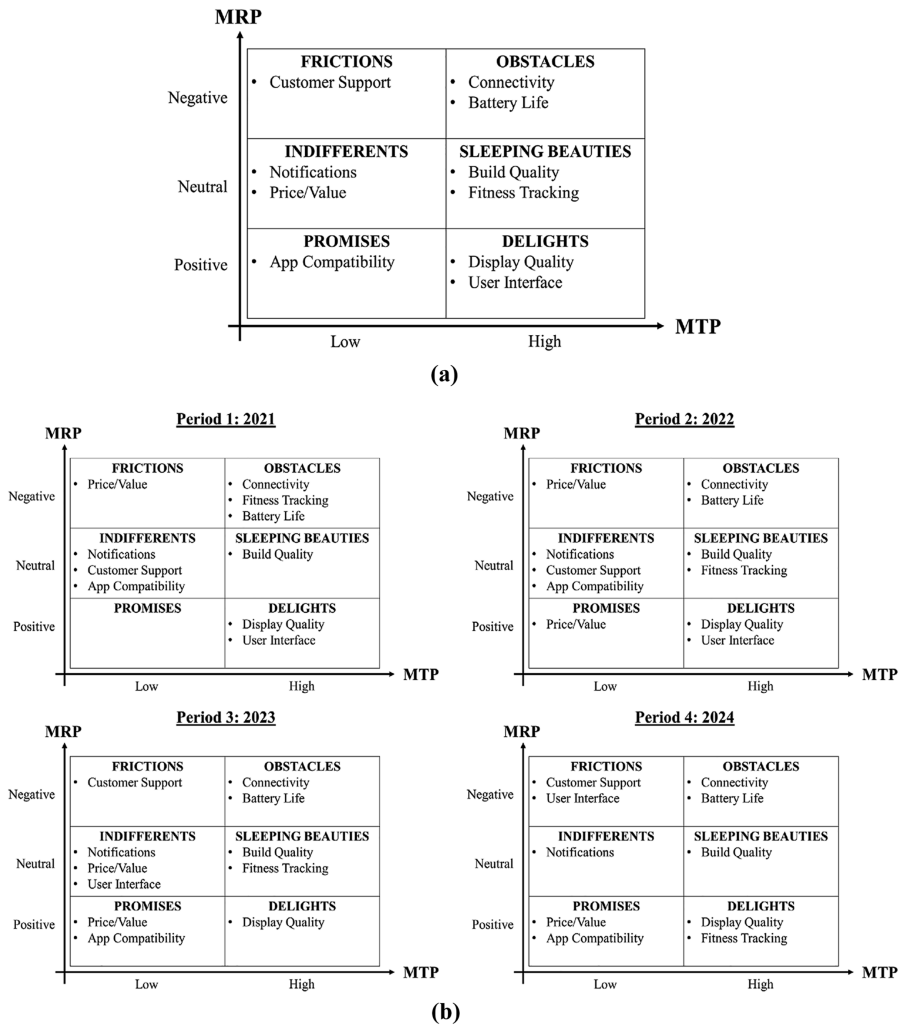 MRP
FRICTIONS
• Customer Support
OBSTACLES
• Connectivity
• Battery Life
Negative
INDIFFERENTS
• Notifications
• Price/Value
SLEEPING BEAUTIES
• Build Quality
• Fitness Tracking
Neutral
PROMISES
• App Compatibility
DELIGHTS
• Display Quality
• User Interface
Positive
MTP
Low
High
(a)
Period 1: 2021
MRP
FRICTIONS
• Price/Value
OBSTACLES
• Connectivity
• Fitness Tracking
• Battery Life
Negative
INDIFFERENTS
• Notifications
• Customer Support
• App Compatibility
SLEEPING BEAUTIES
• Build Quality
Neutral
PROMISES
DELIGHTS
• Display Quality
• User Interface
Positive
MTP
Low
High
Period 2: 2022
MRP
FRICTIONS
• Price/Value
OBSTACLES
• Connectivity
• Battery Life
Negative
INDIFFERENTS
• Notifications
• Customer Support
• App Compatibility
SLEEPING BEAUTIES
• Build Quality
• Fitness Tracking
Neutral
PROMISES
• Price/Value
DELIGHTS
• Display Quality
• User Interface
Positive
MTP
Low
High
Period 3: 2023
MRP
FRICTIONS
• Customer Support
OBSTACLES
• Connectivity
• Battery Life
Negative
INDIFFERENTS
• Notifications
• Price/Value
• User Interface
SLEEPING BEAUTIES
• Build Quality
• Fitness Tracking
Neutral
PROMISES
• Price/Value
• App Compatibility
DELIGHTS
• Display Quality
Positive
MTP
Low
High
Period 4: 2024
MRP
FRICTIONS
• Customer Support
• User Interface
OBSTACLES
• Connectivity
• Battery Life
Negative
INDIFFERENTS
• Notifications
SLEEPING BEAUTIES
• Build Quality
Neutral
PROMISES
• Price/Value
• App Compatibility
DELIGHTS
• Display Quality
• Fitness Tracking
Positive
MTP
Low
High
(b)